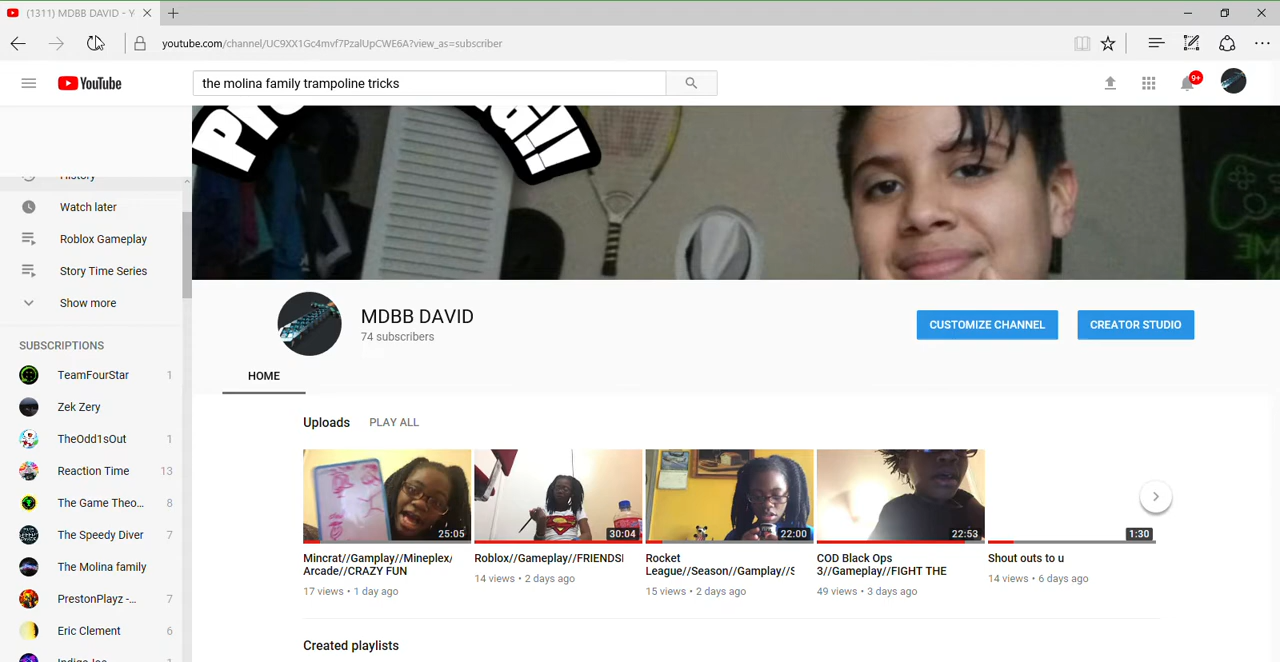 (1311) MDBB DAVID - Y
youtube.com/channel/UC9XX1Gc4mvf7PzalUpCWE6A?view_as=subscriber
YouTube
the molina family trampoline tricks
9+
History
Watch later
Roblox Gameplay
Story Time Series
Show more
SUBSCRIPTIONS
TeamFourStar 1
Zek Zery
TheOdd1sOut 1
Reaction Time 13
The Game Theo... 8
The Speedy Diver 7
The Molina family
PrestonPlayz -... 7
Eric Clement 6
MDBB DAVID
74 subscribers
CUSTOMIZE CHANNEL
CREATOR STUDIO
HOME
Uploads PLAY ALL
25:05
30:04
22:00
22:53
1:30
Mincrat//Gamplay//Mineplex/
Arcade//CRAZY FUN
17 views • 1 day ago
Roblox//Gameplay//FRIENDS
14 views • 2 days ago
Rocket
League//Season//Gamplay//S
15 views • 2 days ago
COD Black Ops
3//Gameplay//FIGHT THE
49 views • 3 days ago
Shout outs to u
14 views • 6 days ago
Created playlists